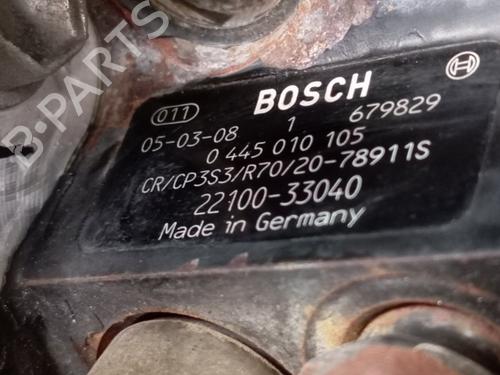 B-PARTS
011 BOSCH
05-03-08 1 679829
0 445 010 105
CR/CP3S3/R70/20-78911S
22100-33040
Made in Germany